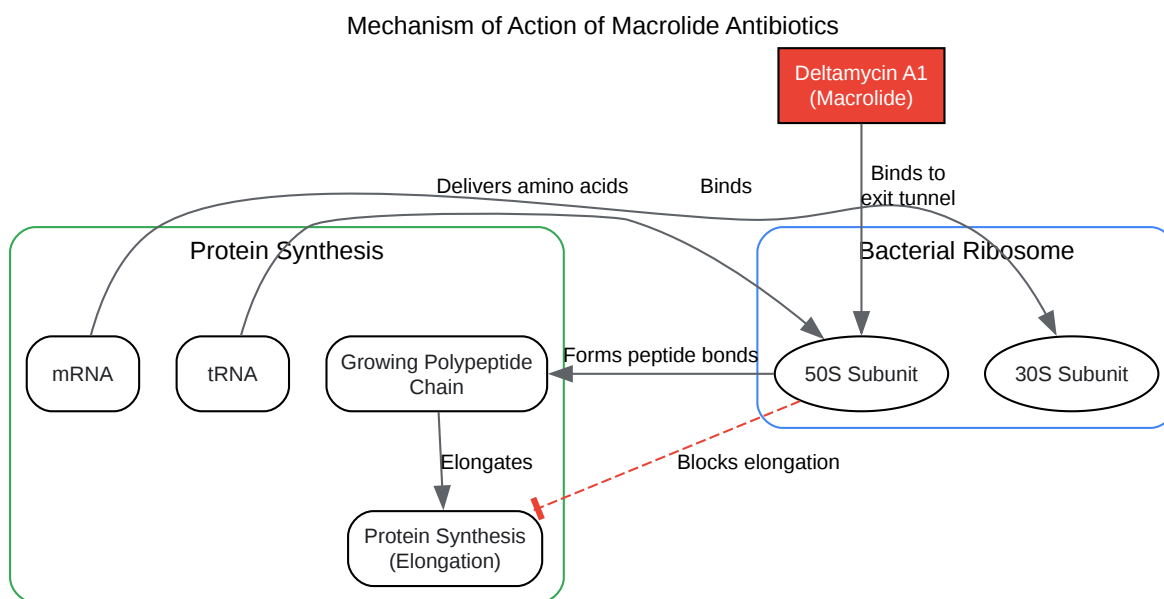 Mechanism of Action of Macrolide Antibiotics
Deltamycin A1
(Macrolide)
Delivers amino acids
Binds
Binds to
exit tunnel
Protein Synthesis
Bacterial Ribosome
mRNA
tRNA
Growing Polypeptide
Chain
Forms peptide bonds
50S Subunit
30S Subunit
Elongates
Blocks elongation
Protein Synthesis
(Elongation)